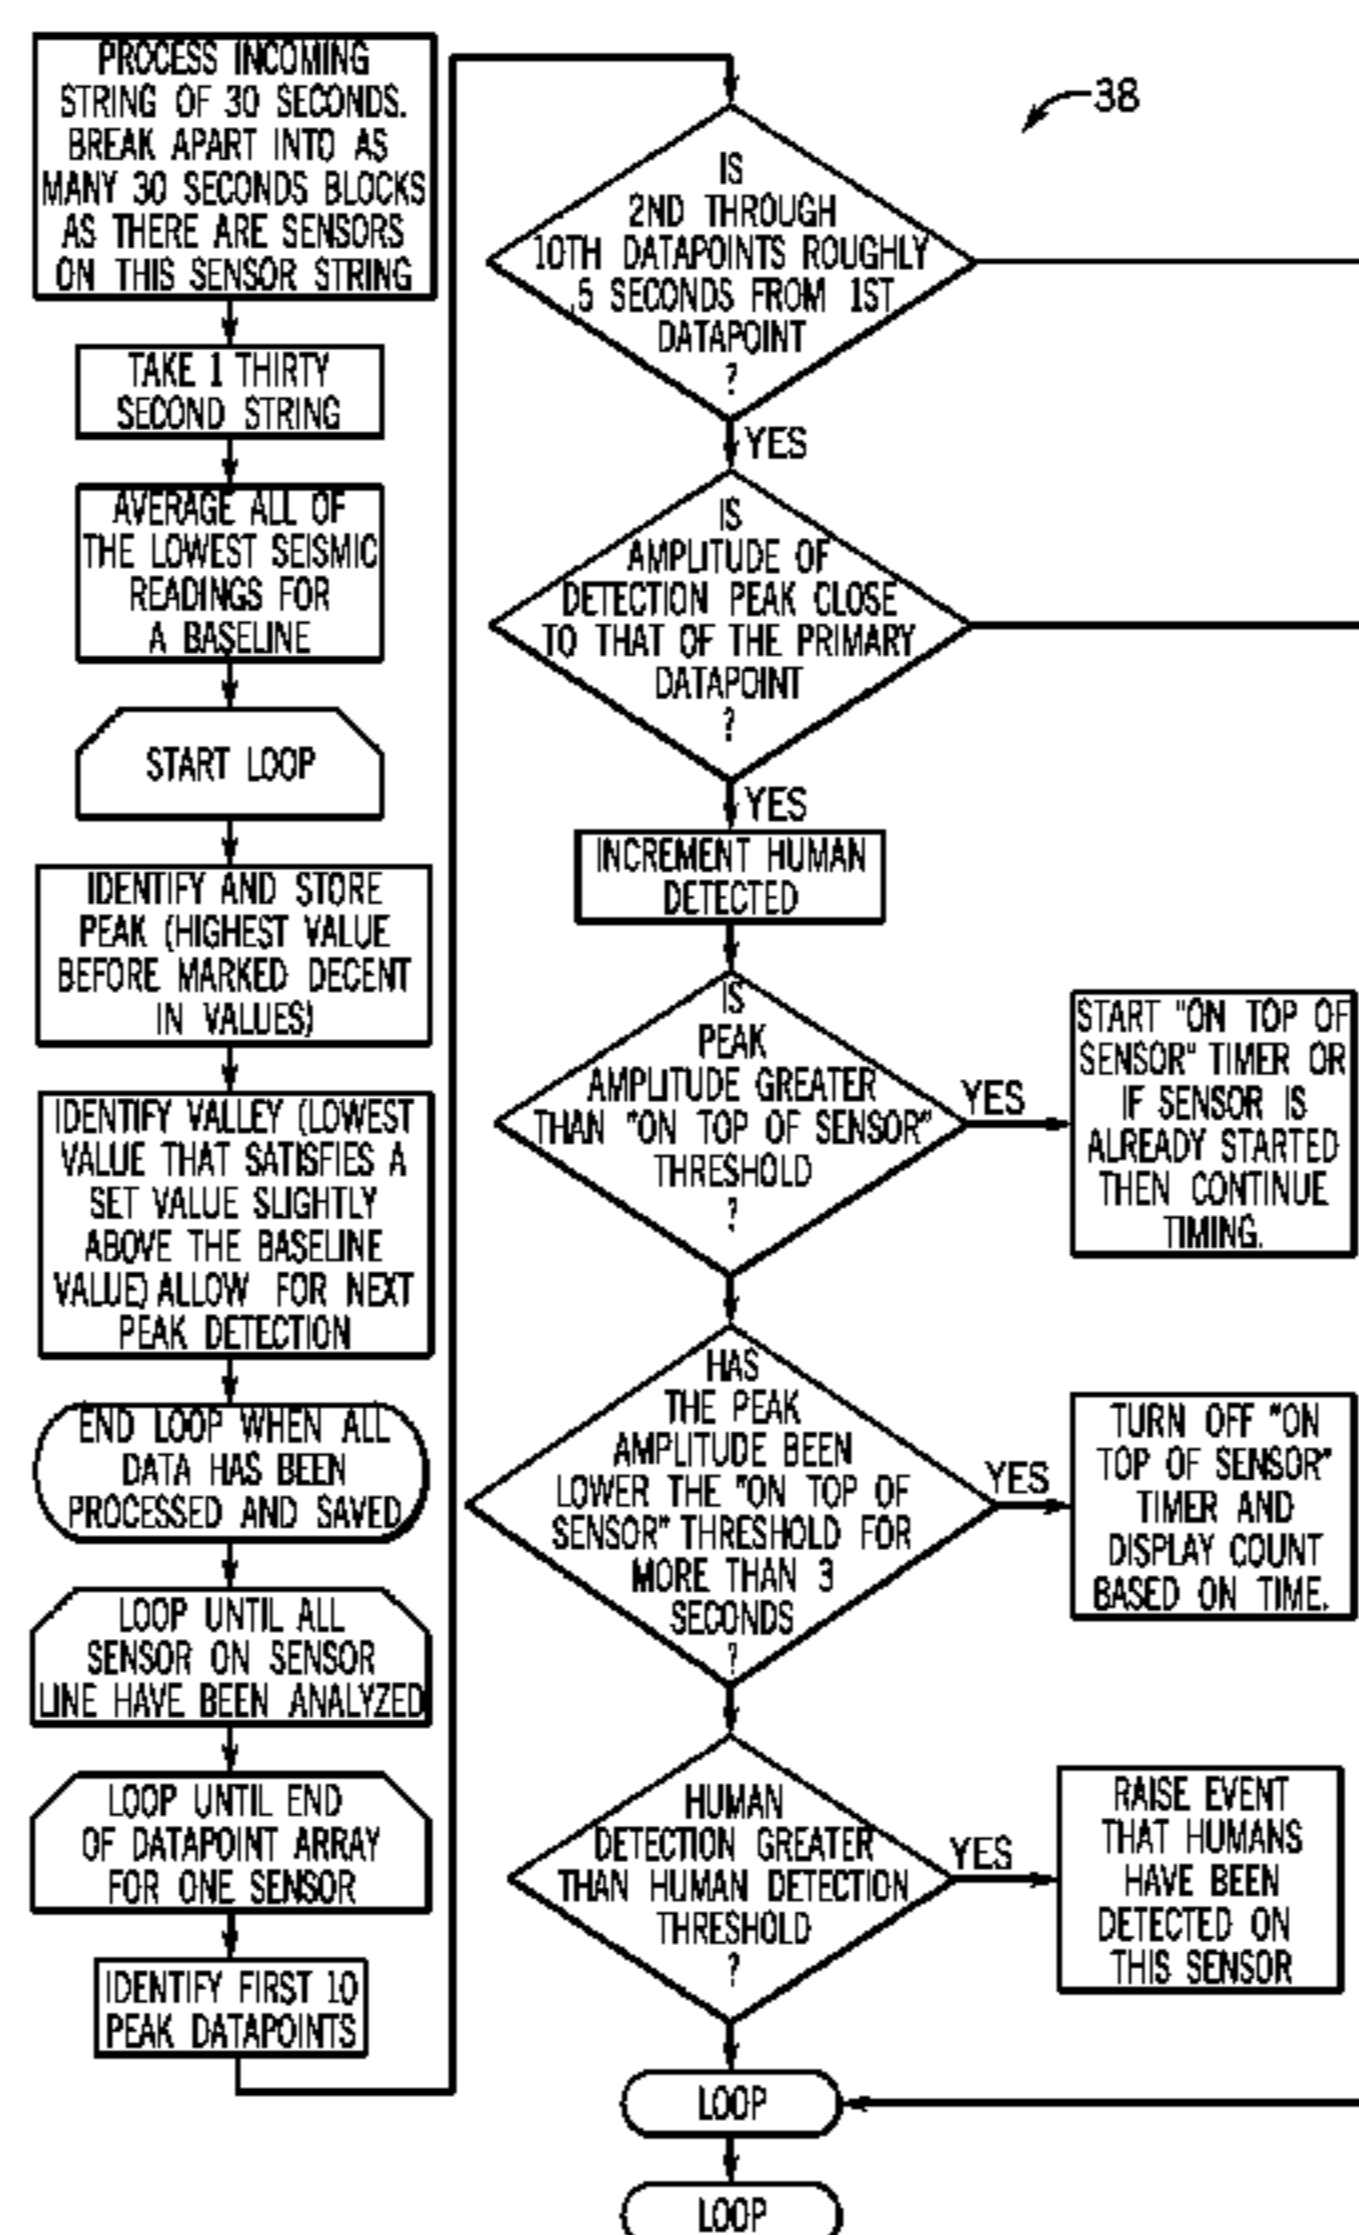 PROCESS INCOMING
STRING OF 30 SECONDS.
BREAK APART INTO AS
MANY 30 SECONDS BLOCKS
AS THERE ARE SENSORS
ON THIS SENSOR STRING
TAKE 1 THIRTY
SECOND STRING
AVERAGE ALL OF
THE LOWEST SEISMIC
READINGS FOR
A BASELINE
START LOOP
IDENTIFY AND STORE
PEAK (HIGHEST VALUE
BEFORE MARKED DECENT
IN VALUES)
IDENTIFY VALLEY (LOWEST
VALUE THAT SATISFIES A
SET VALUE SLIGHTLY
ABOVE THE BASELINE
VALUE) ALLOW FOR NEXT
PEAK DETECTION
END LOOP WHEN ALL
DATA HAS BEEN
PROCESSED AND SAVED
LOOP UNTIL ALL
SENSOR ON SENSOR
LINE HAVE BEEN ANALYZED
LOOP UNTIL END
OF DATAPOINT ARRAY
FOR ONE SENSOR
IDENTIFY FIRST 10
PEAK DATAPOINTS
38
IS
2ND THROUGH
10TH DATAPOINTS ROUGHLY
.5 SECONDS FROM 1ST
DATAPOINT
?
YES
IS
AMPLITUDE OF
DETECTION PEAK CLOSE
TO THAT OF THE PRIMARY
DATAPOINT
?
YES
INCREMENT HUMAN
DETECTED
IS
PEAK
AMPLITUDE GREATER
THAN "ON TOP OF SENSOR"
THRESHOLD
?
YES
START "ON TOP OF
SENSOR" TIMER OR
IF SENSOR IS
ALREADY STARTED
THEN CONTINUE
TIMING.
HAS
THE PEAK
AMPLITUDE BEEN
LOWER THE "ON TOP OF
SENSOR" THRESHOLD FOR
MORE THAN 3
SECONDS
?
YES
TURN OFF "ON
TOP OF SENSOR"
TIMER AND
DISPLAY COUNT
BASED ON TIME.
HUMAN
DETECTION GREATER
THAN HUMAN DETECTION
THRESHOLD
?
YES
RAISE EVENT
THAT HUMANS
HAVE BEEN
DETECTED ON
THIS SENSOR
LOOP
LOOP